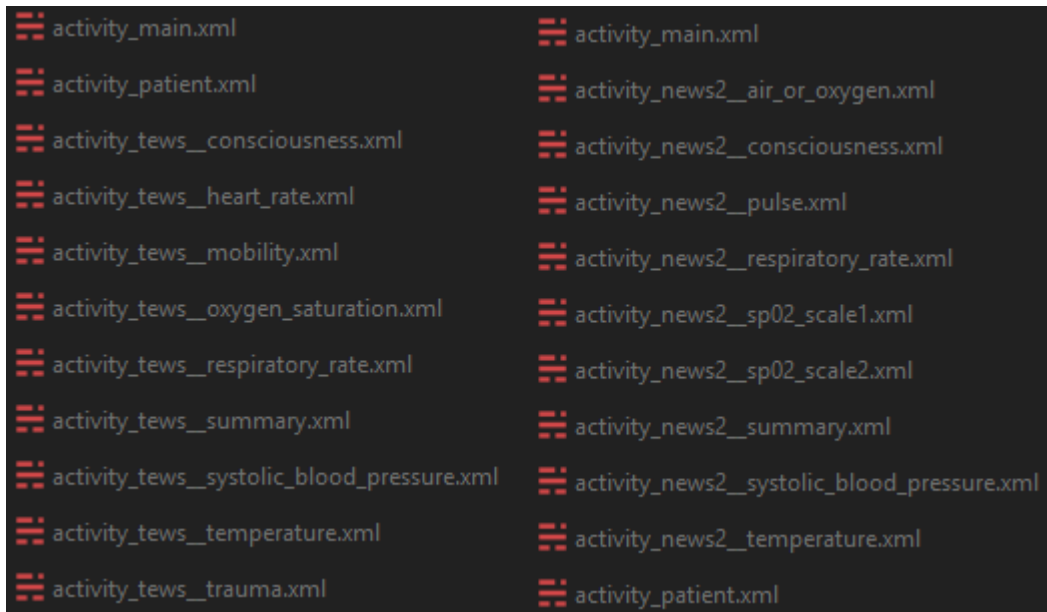 activity_main.xml
activity_patient.xml
activity_tews__consciousness.xml
activity_tews__heart_rate.xml
activity_tews__mobility.xml
activity_tews__oxygen_saturation.xml
activity_tews__respiratory_rate.xml
activity_tews__summary.xml
activity_tews__systolic_blood_pressure.xml
activity_tews__temperature.xml
activity_tews__trauma.xml
activity_main.xml
activity_news2__air_or_oxygen.xml
activity_news2__consciousness.xml
activity_news2__pulse.xml
activity_news2__respiratory_rate.xml
activity_news2__sp02_scale1.xml
activity_news2__sp02_scale2.xml
activity_news2__summary.xml
activity_news2__systolic_blood_pressure.xml
activity_news2__temperature.xml
activity_patient.xml